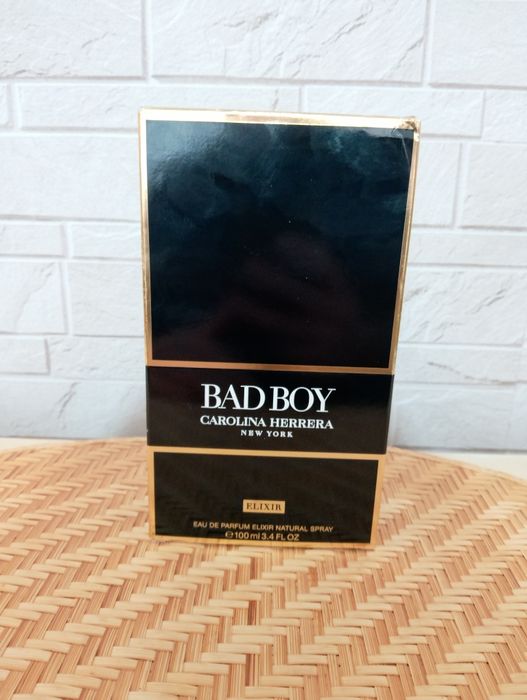 BAD BOY
CAROLINA HERRERA
NEW YORK
ELIXIR
EAU DE PARFUM ELIXIR NATURAL SPRAY
℮100 ml 3.4 FL OZ